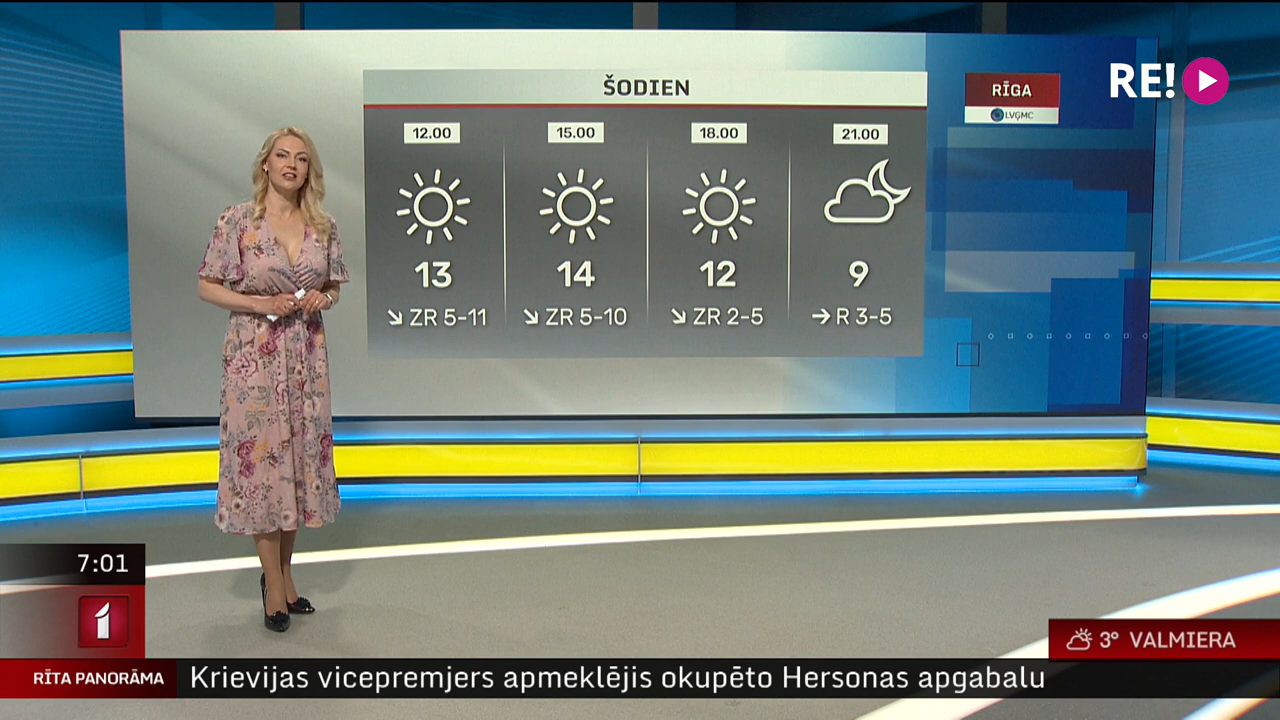 RE!
ŠODIEN
RĪGA
LVĢMC
12.00 15.00 18.00 21.00
13 14 12 9
ZR 5-11 ZR 5-10 ZR 2-5 R 3-5
7:01
1
3° VALMIERA
RĪTA PANORĀMA
Krievijas vicepremjers apmeklējis okupēto Hersonas apgabalu